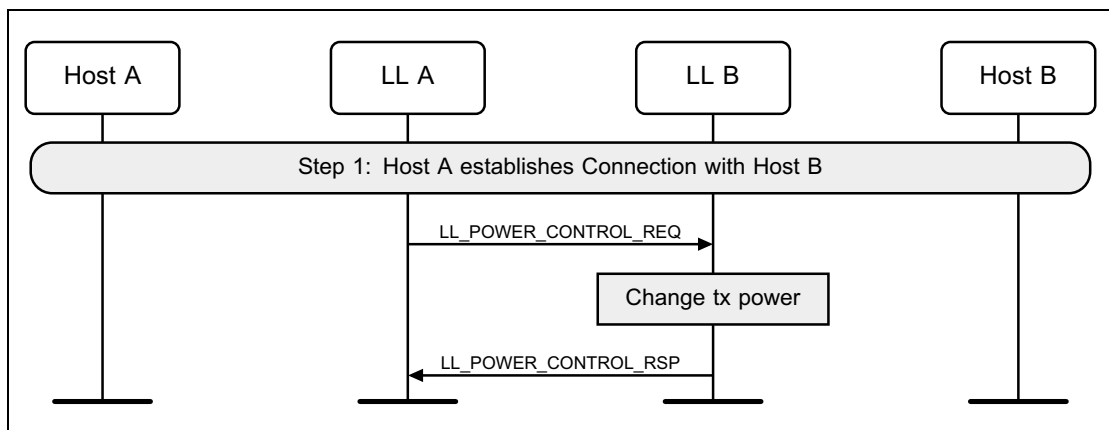 Host A
LL A
LL B
Host B
Step 1: Host A establishes Connection with Host B
LL_POWER_CONTROL_REQ
Change tx power
LL_POWER_CONTROL_RSP